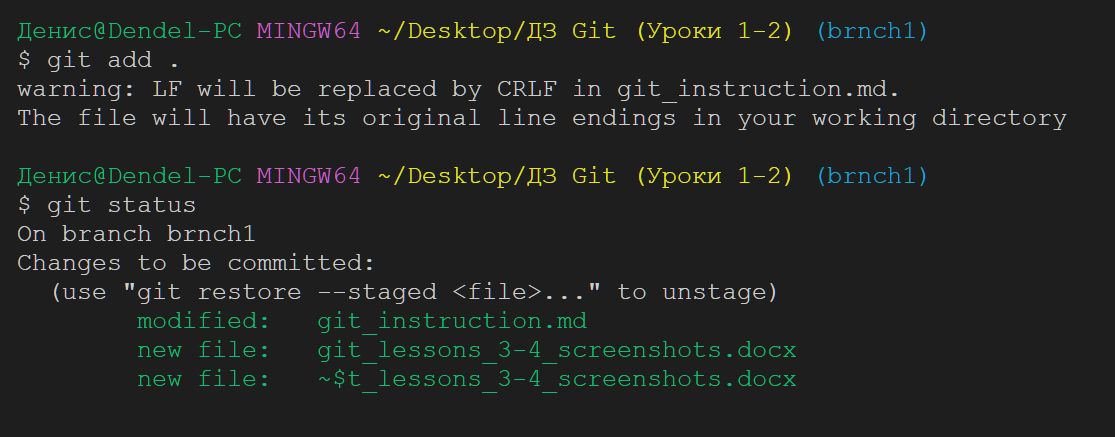 Денис@Dendel-PC MINGW64 ~/Desktop/ДЗ Git (Уроки 1-2) (brnch1)
$ git add .
warning: LF will be replaced by CRLF in git_instruction.md.
The file will have its original line endings in your working directory
Денис@Dendel-PC MINGW64 ~/Desktop/ДЗ Git (Уроки 1-2) (brnch1)
$ git status
On branch brnch1
Changes to be committed:
  (use "git restore --staged <file>..." to unstage)
        modified:   git_instruction.md
        new file:   git_lessons_3-4_screenshots.docx
        new file:   ~$t_lessons_3-4_screenshots.docx